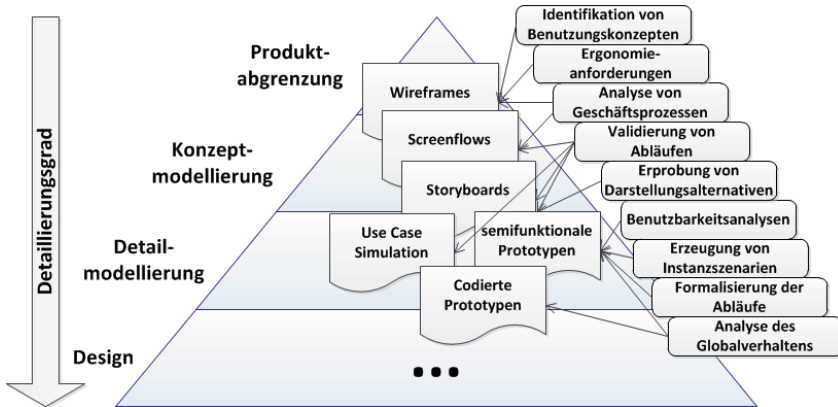 Detaillierungsgrad
Produkt-
abgrenzung
Konzept-
modellierung
Detail-
modellierung
Design
Wireframes
Screenflows
Storyboards
Use Case
Simulation
semifunktionale
Prototypen
Codierte
Prototypen
...
Identifikation von
Benutzungskonzepten
Ergonomie-
anforderungen
Analyse von
Geschäftsprozessen
Validierung von
Abläufen
Erprobung von
Darstellungsalternativen
Benutzbarkeitsanalysen
Erzeugung von
Instanzszenarien
Formalisierung der
Abläufe
Analyse des
Globalverhaltens